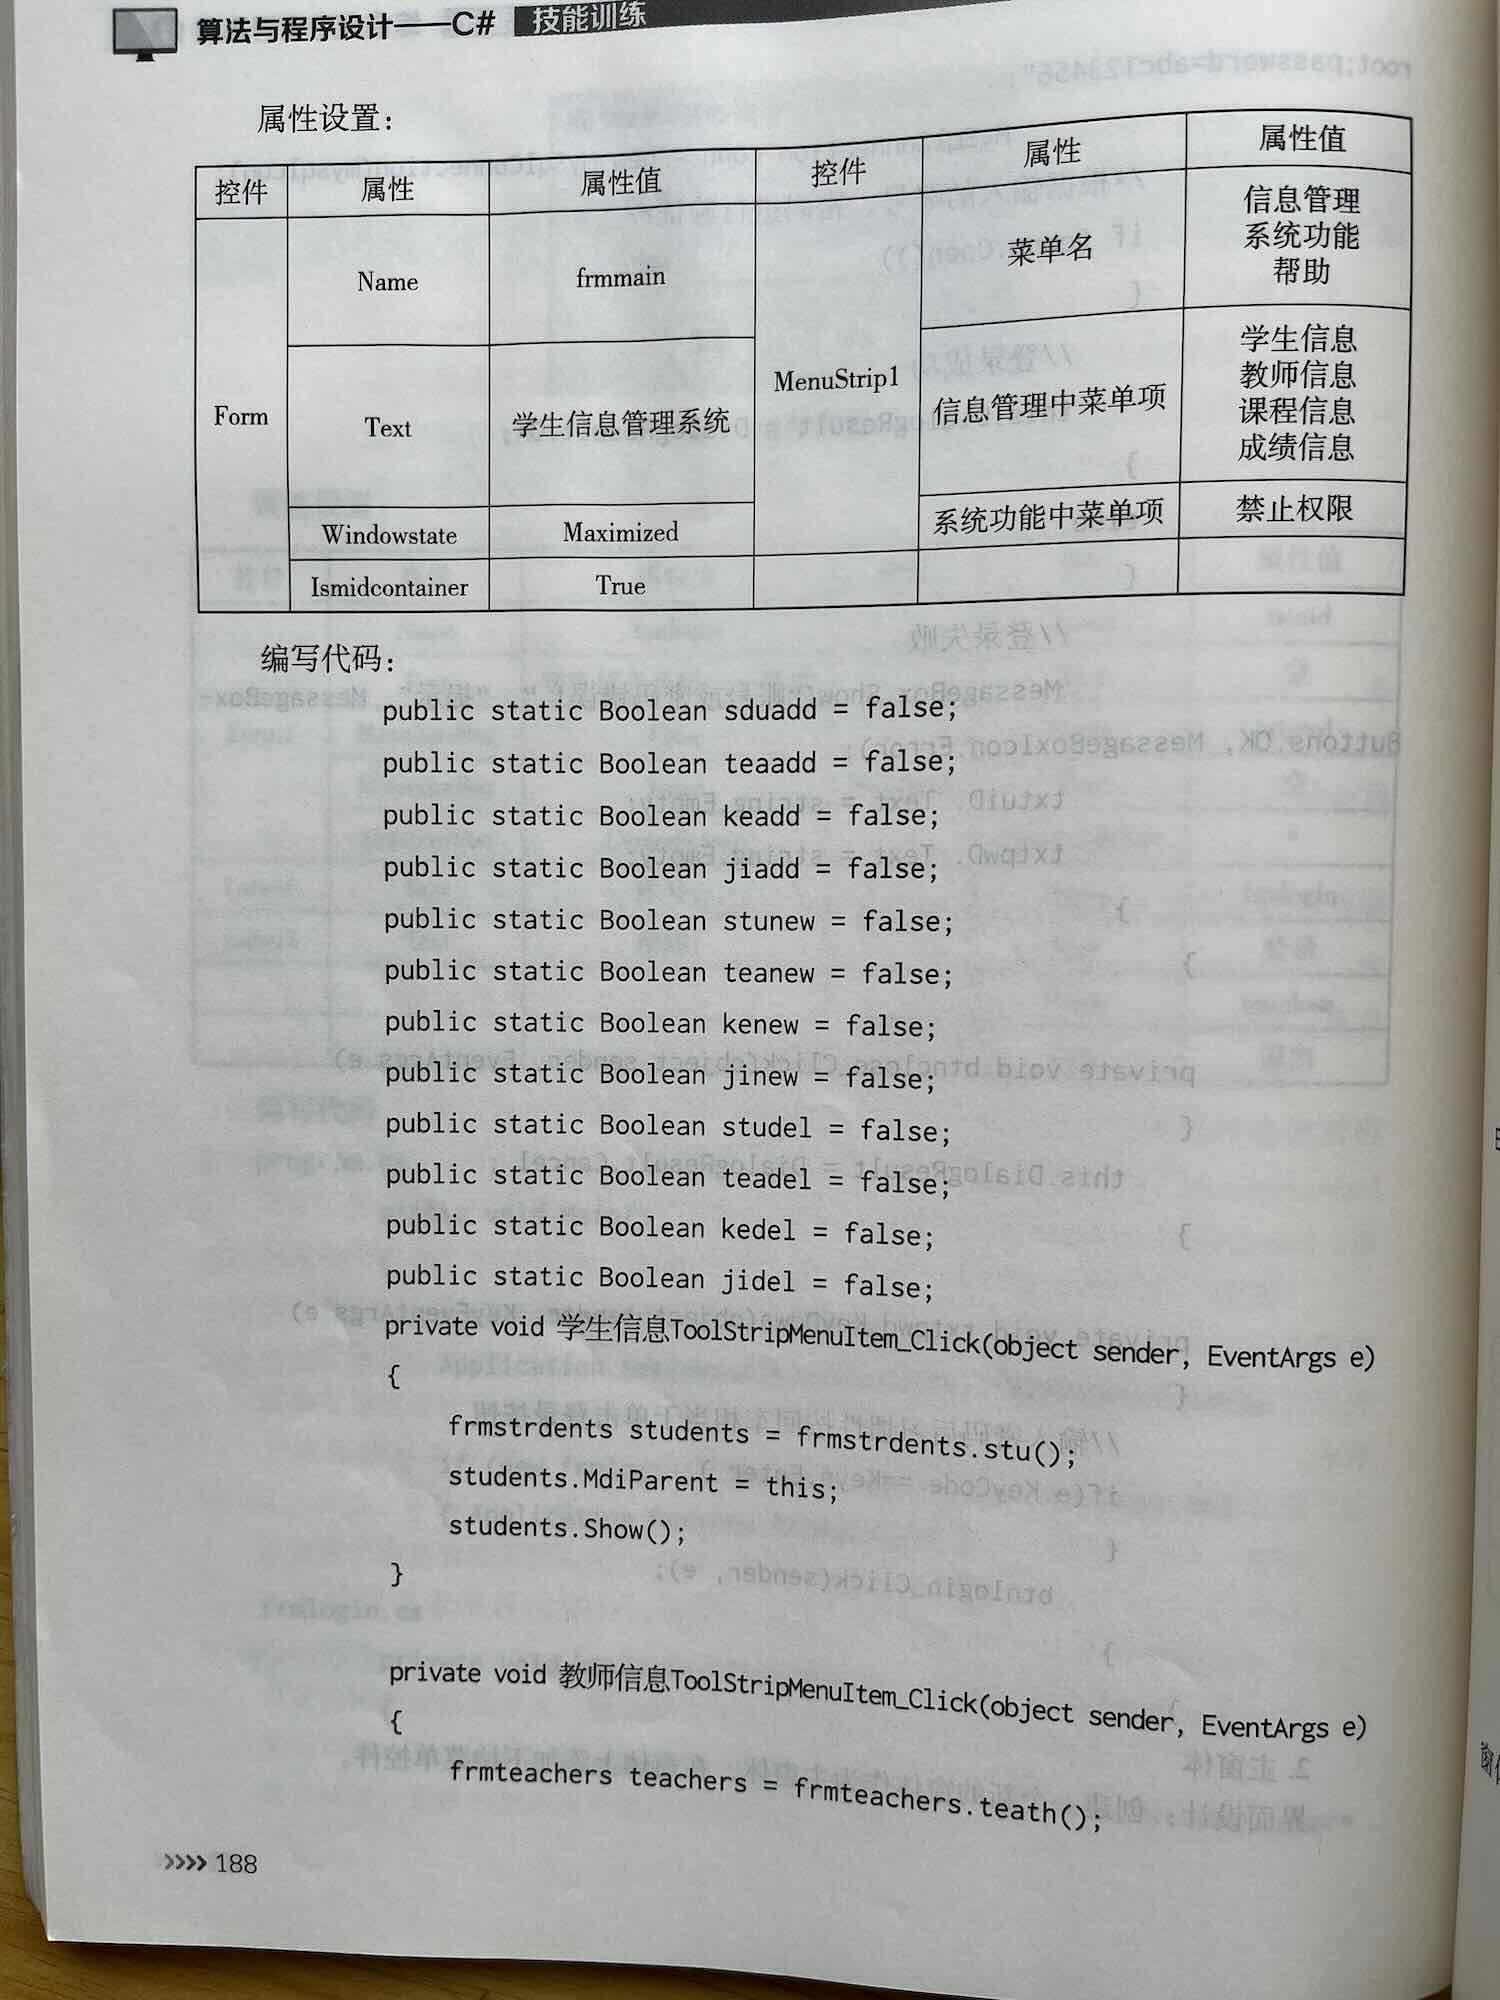 算法与程序设计——C# 技能训练
属性设置：
控件 属性 属性值 控件 属性 属性值
Form Name frmmain MenuStrip1 菜单名 信息管理
系统功能
帮助
Text 学生信息管理系统 信息管理中菜单项 学生信息
教师信息
课程信息
成绩信息
Windowstate Maximized 系统功能中菜单项 禁止权限
Ismidcontainer True
编写代码：
public static Boolean sduadd = false;
public static Boolean teaadd = false;
public static Boolean keadd = false;
public static Boolean jiadd = false;
public static Boolean stunew = false;
public static Boolean teanew = false;
public static Boolean kenew = false;
public static Boolean jinew = false;
public static Boolean studel = false;
public static Boolean teadel = false;
public static Boolean kedel = false;
public static Boolean jidel = false;
private void 学生信息ToolStripMenuItem_Click(object sender, EventArgs e)
{
frmstrdents students = frmstrdents.stu();
students.MdiParent = this;
students.Show();
}
private void 教师信息ToolStripMenuItem_Click(object sender, EventArgs e)
{
frmteachers teachers = frmteachers.teath();
»»» 188